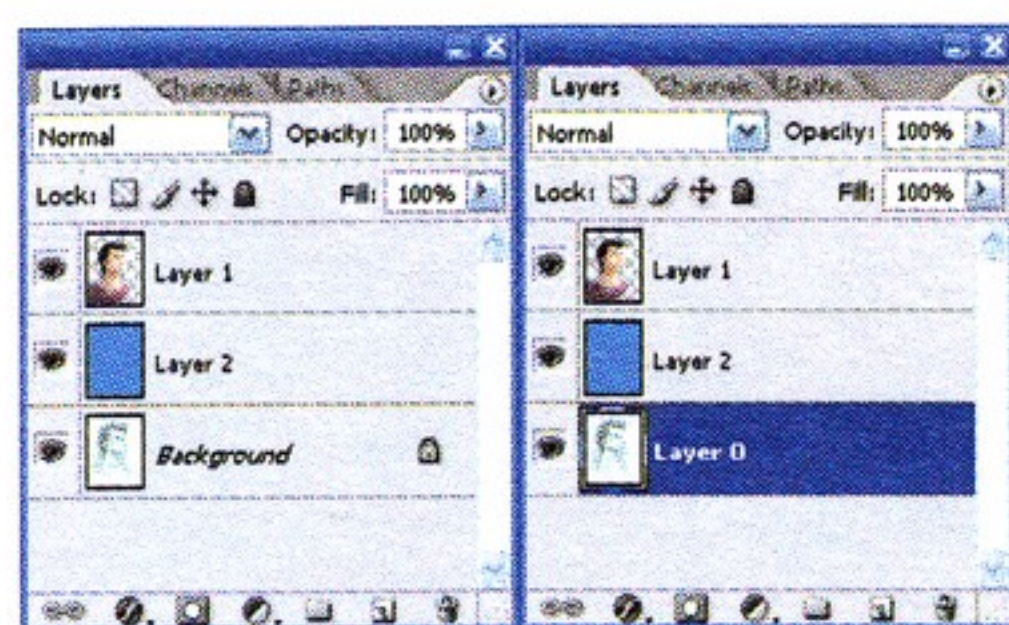 Layers Channels Paths
Normal Opacity: 100%
Lock: Fill: 100%
Layer 1
Layer 2
Background
Layers Channels Paths
Normal Opacity: 100%
Lock: Fill: 100%
Layer 1
Layer 2
Layer 0